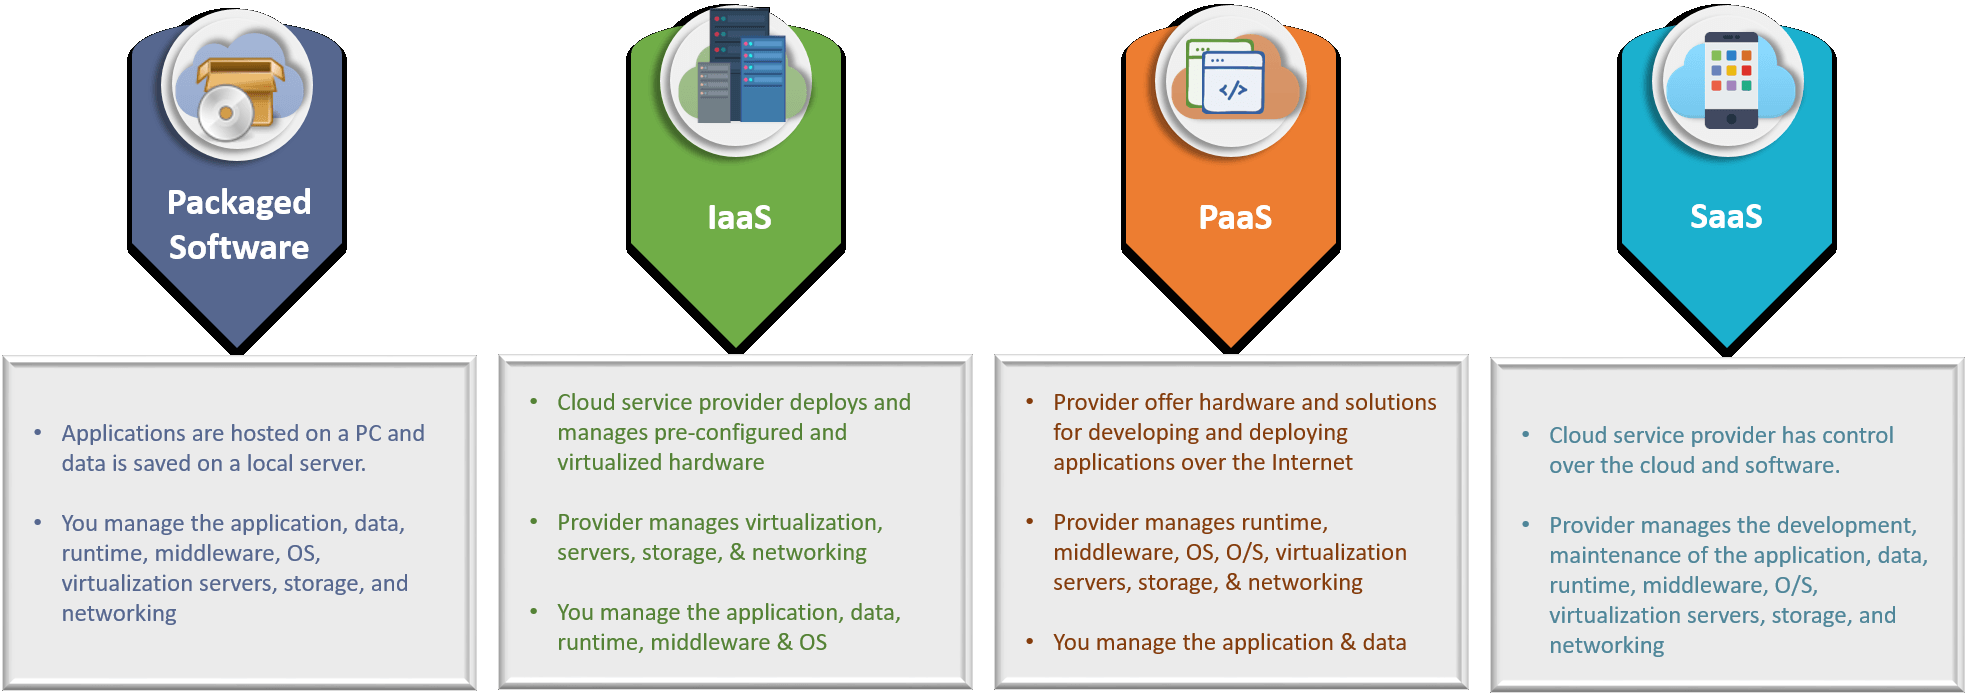 Packaged
Software
• Applications are hosted on a PC and
data is saved on a local server.
• You manage the application, data,
runtime, middleware, OS,
virtualization servers, storage, and
networking
IaaS
• Cloud service provider deploys and
manages pre-configured and
virtualized hardware
• Provider manages virtualization,
servers, storage, & networking
• You manage the application, data,
runtime, middleware & OS
</>
PaaS
• Provider offer hardware and solutions
for developing and deploying
applications over the Internet
• Provider manages runtime,
middleware, OS, O/S, virtualization
servers, storage, & networking
• You manage the application & data
SaaS
• Cloud service provider has control
over the cloud and software.
• Provider manages the development,
maintenance of the application, data,
runtime, middleware, O/S,
virtualization servers, storage, and
networking